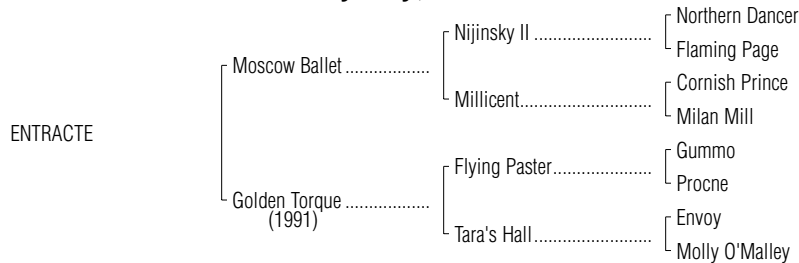 Northern Dancer
Nijinsky II ....................
Flaming Page
Moscow Ballet ..................
Cornish Prince
Millicent.......................
Milan Mill
ENTRACTE
Gummo
Flying Paster...................
Procne
Golden Torque ..................
(1991)
Envoy
Tara's Hall.....................
Molly O'Malley